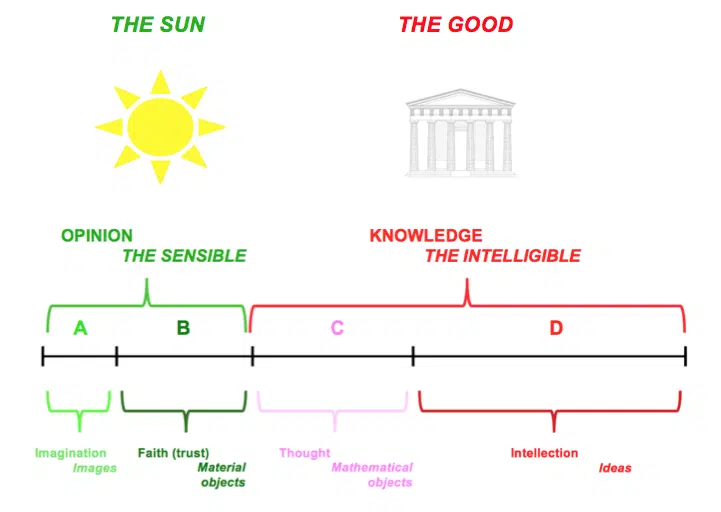 THE SUN
THE GOOD
OPINION
THE SENSIBLE
KNOWLEDGE
THE INTELLIGIBLE
A
B
C
D
Imagination
Images
Faith (trust)
Material
objects
Thought
Mathematical
objects
Intellection
Ideas